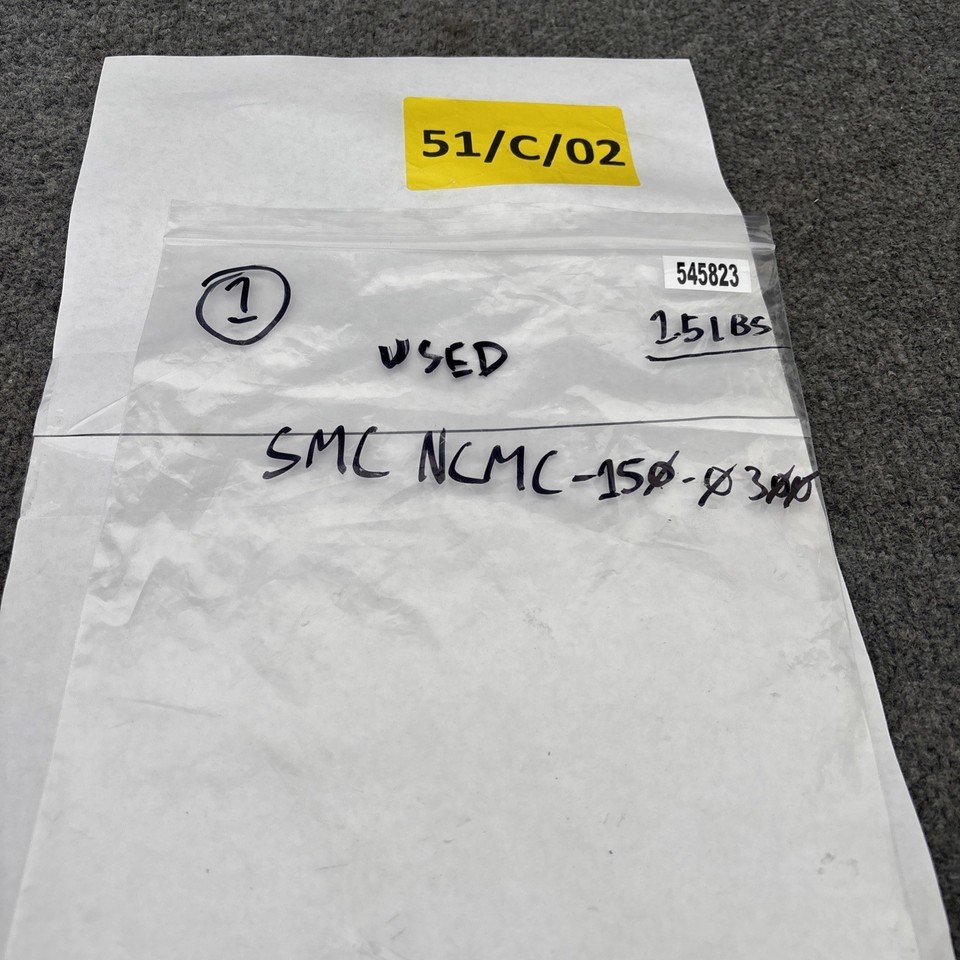 51/C/02
545823
1
1.5 LBS
USED
SMC NCMC-150-0300